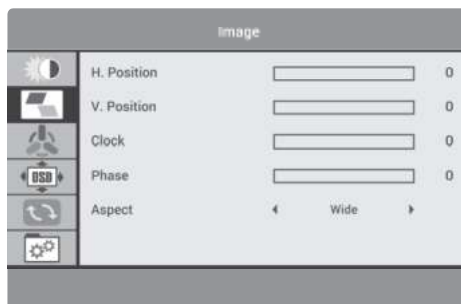 Image
H. Position 0
V. Position 0
Clock 0
Phase 0
Aspect Wide
OSD